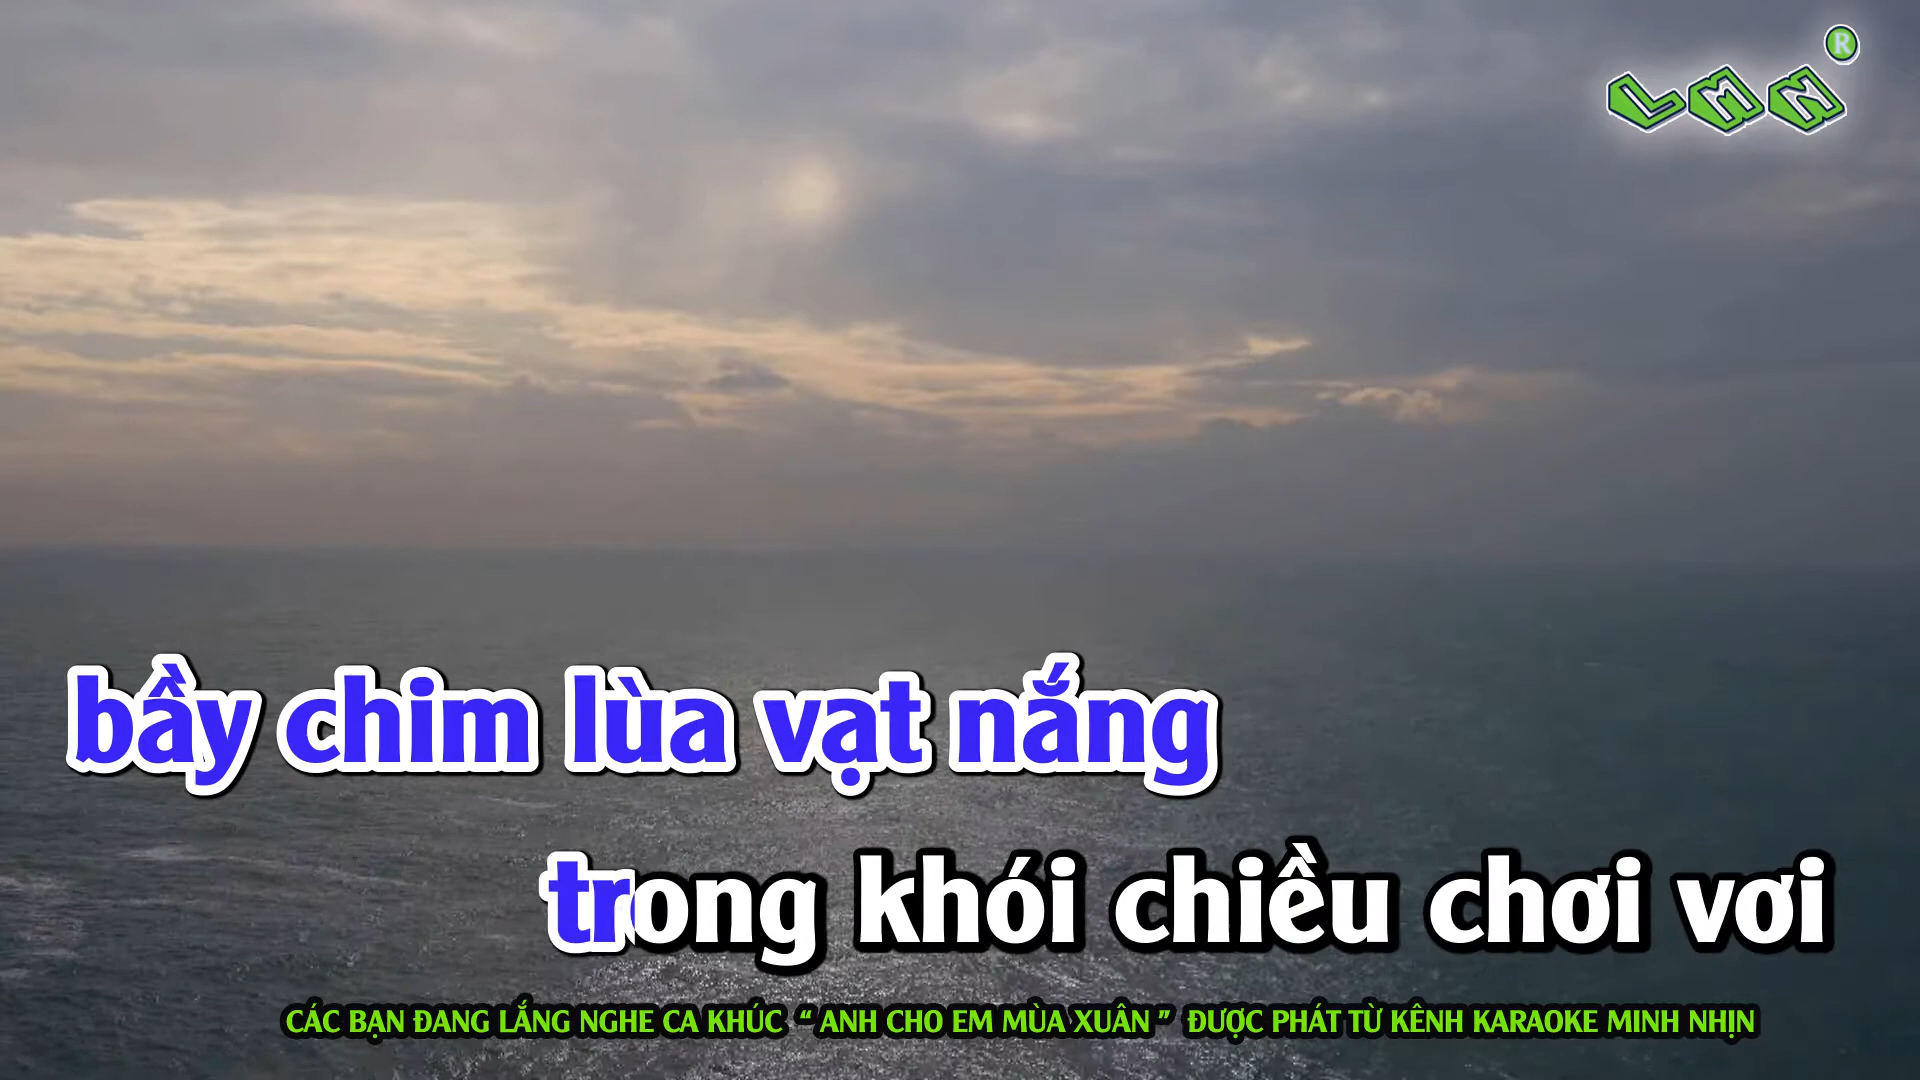 LMN ®
bầy chim lùa vạt nắng
trong khói chiều chơi vơi
CÁC BẠN ĐANG LẮNG NGHE CA KHÚC “ ANH CHO EM MÙA XUÂN ” ĐƯỢC PHÁT TỪ KÊNH KARAOKE MINH NHỊN